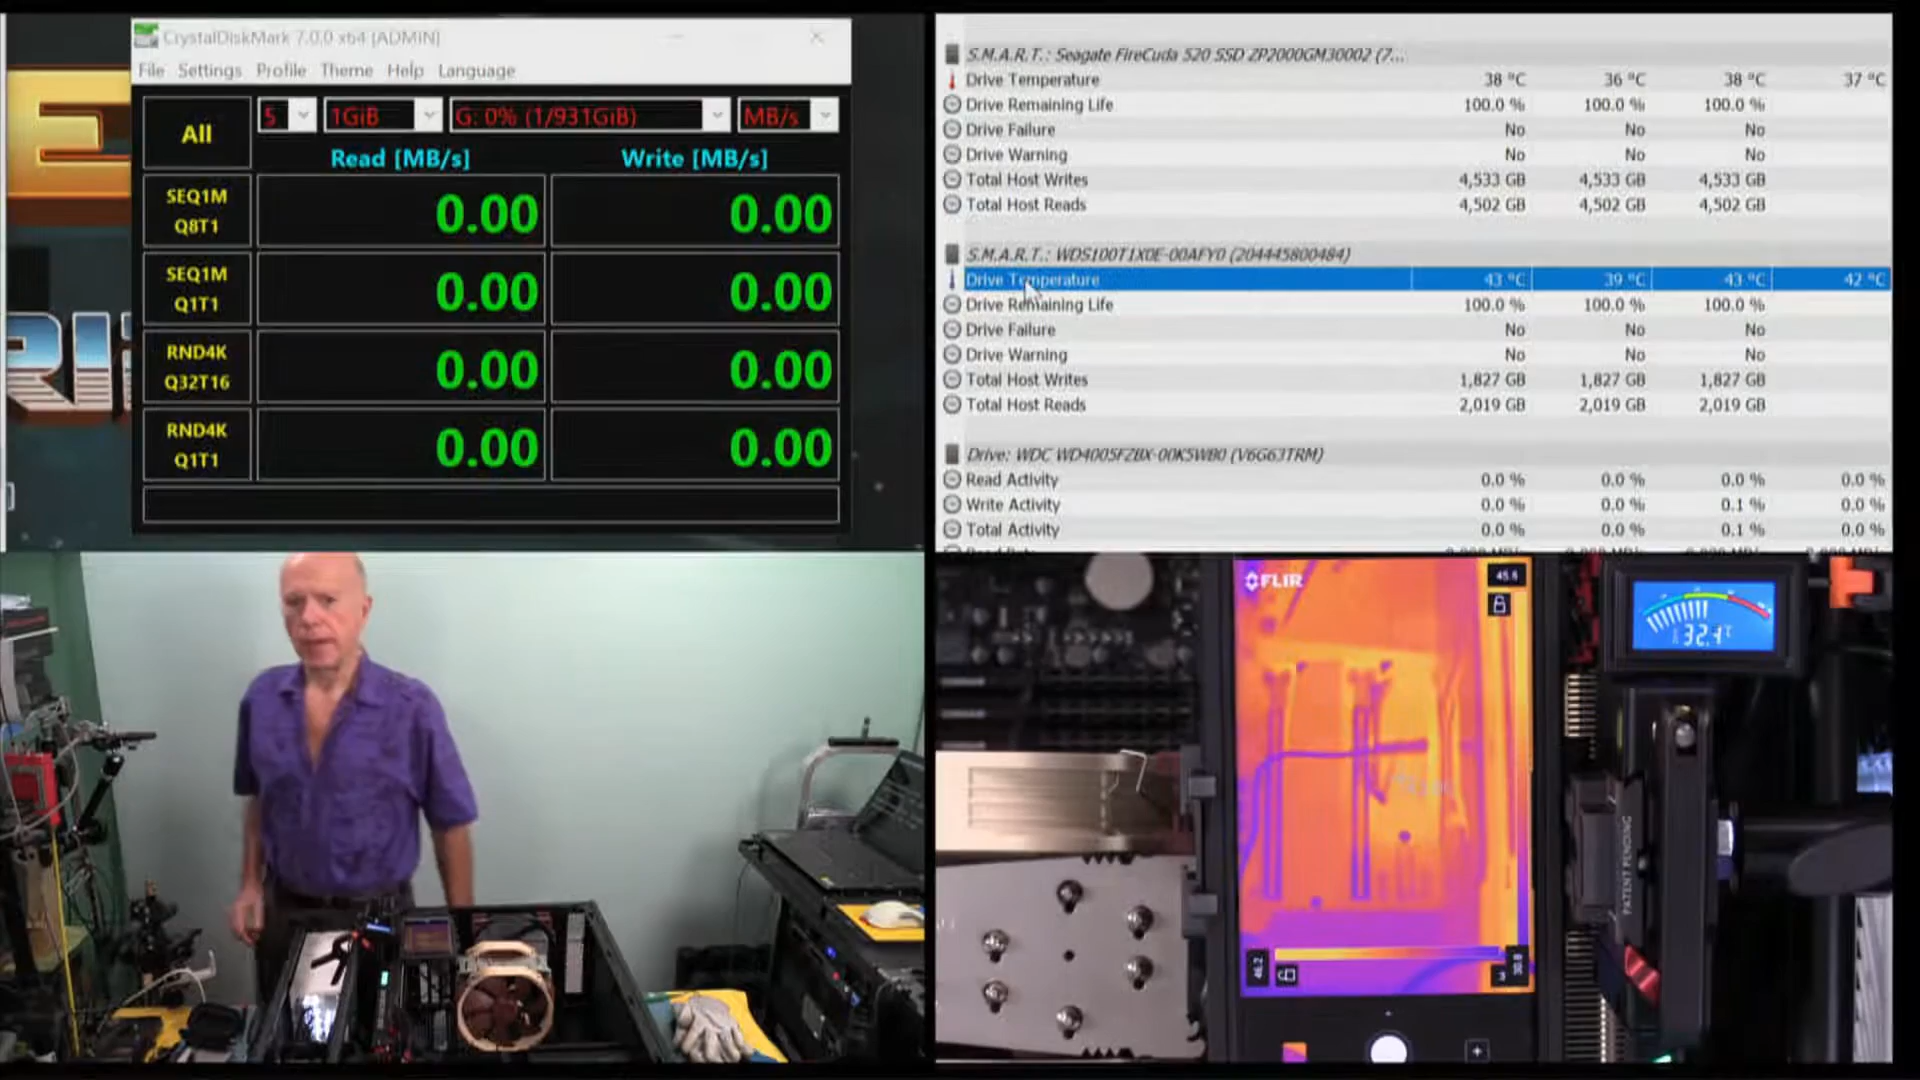 CrystalDiskMark 7.0.0 x64 [ADMIN]
File Settings Profile Theme Help Language
All
5
1GiB
G: 0% (1/931GiB)
MB/s
Read [MB/s]
Write [MB/s]
SEQ1M
Q8T1
0.00
0.00
SEQ1M
Q1T1
0.00
0.00
RND4K
Q32T16
0.00
0.00
RND4K
Q1T1
0.00
0.00
S.M.A.R.T.: Seagate FireCuda 520 SSD ZP2000GM30002 (7...
Drive Temperature 38 °C 36 °C 38 °C 37 °C
Drive Remaining Life 100.0 % 100.0 % 100.0 %
Drive Failure No No No
Drive Warning No No No
Total Host Writes 4,533 GB 4,533 GB 4,533 GB
Total Host Reads 4,502 GB 4,502 GB 4,502 GB
S.M.A.R.T.: WDS100T1X0E-00AFY0 (204445800484)
Drive Temperature 43 °C 39 °C 43 °C 42 °C
Drive Remaining Life 100.0 % 100.0 % 100.0 %
Drive Failure No No No
Drive Warning No No No
Total Host Writes 1,827 GB 1,827 GB 1,827 GB
Total Host Reads 2,019 GB 2,019 GB 2,019 GB
Drive: WDC WD4005FZBX-00K5WB0 (V6G63TRM)
Read Activity 0.0 % 0.0 % 0.0 % 0.0 %
Write Activity 0.0 % 0.0 % 0.1 % 0.0 %
Total Activity 0.0 % 0.0 % 0.1 % 0.0 %
FLIR
32.4
46.2
30.8
PATENT PENDING